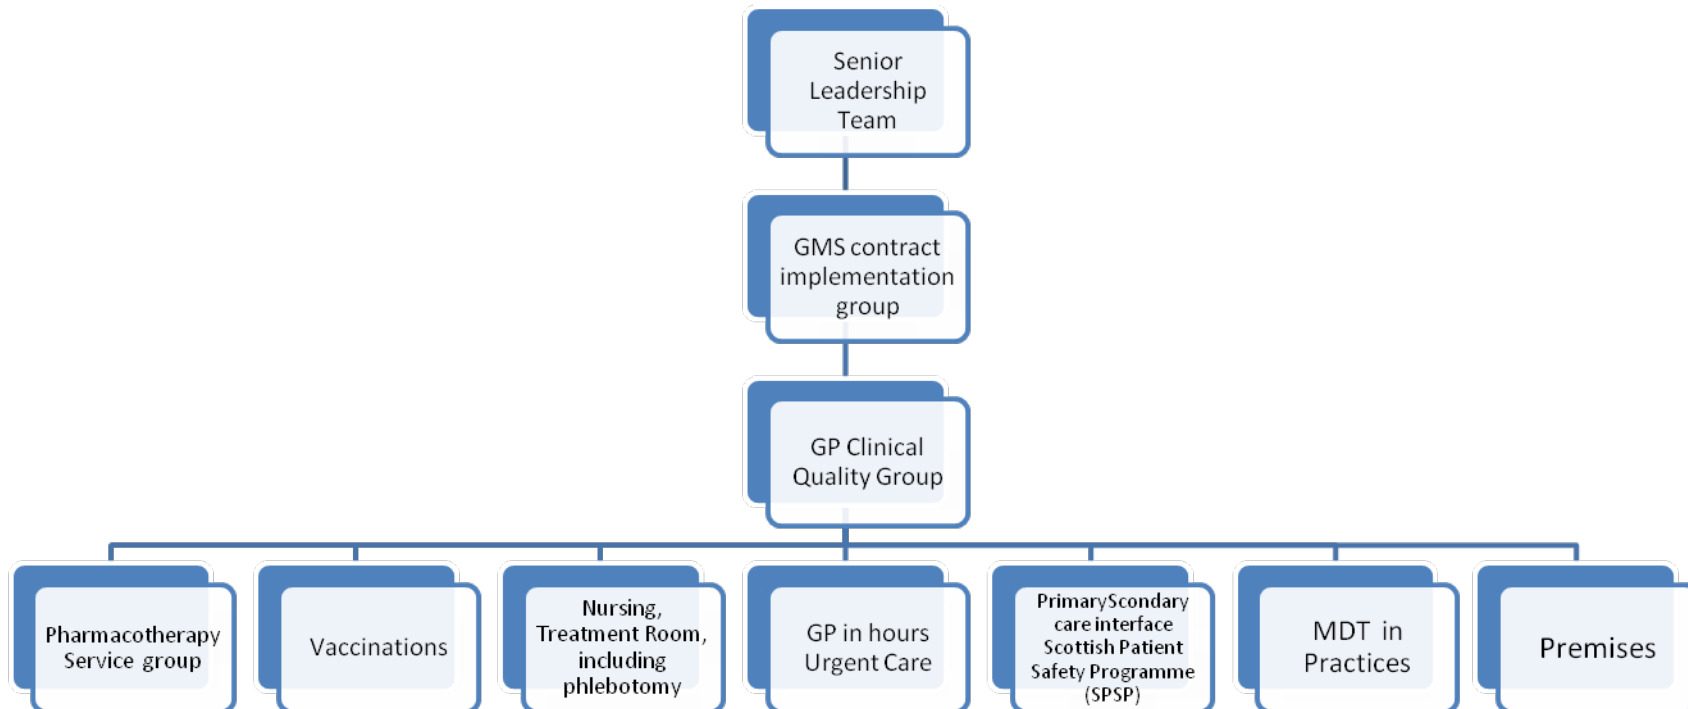 Senior
Leadership
Team
GMS contract
implementation
group
GP Clinical
Quality Group
Pharmacotherapy
Service group
Vaccinations
Nursing,
Treatment Room,
including
phlebotomy
GP in hours
Urgent Care
PrimaryScondary
care interface
Scottish Patient
Safety Programme
(SPSP)
MDT in
Practices
Premises